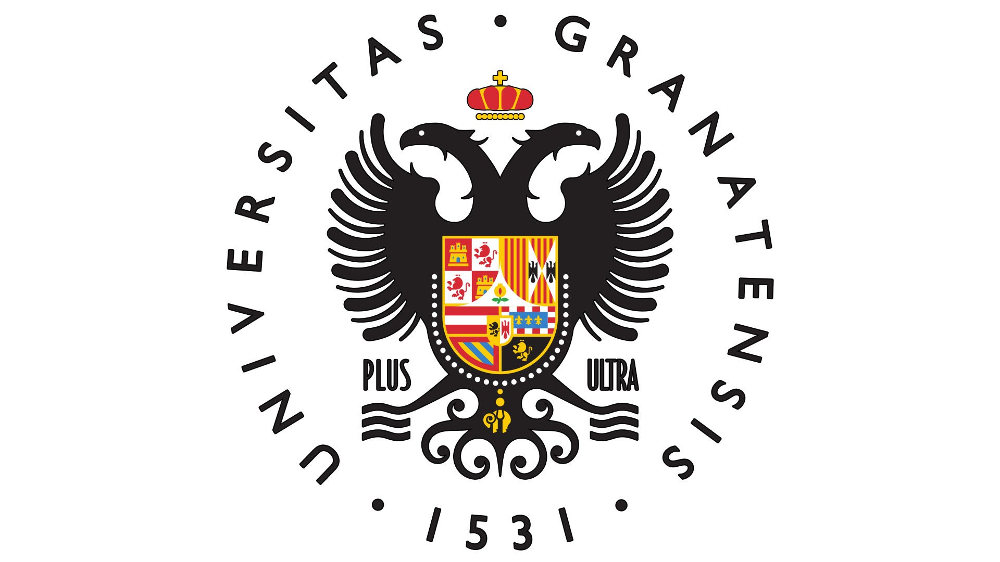 UNIVERSITAS · GRANATENSIS
· 1531 ·
PLUS ULTRA